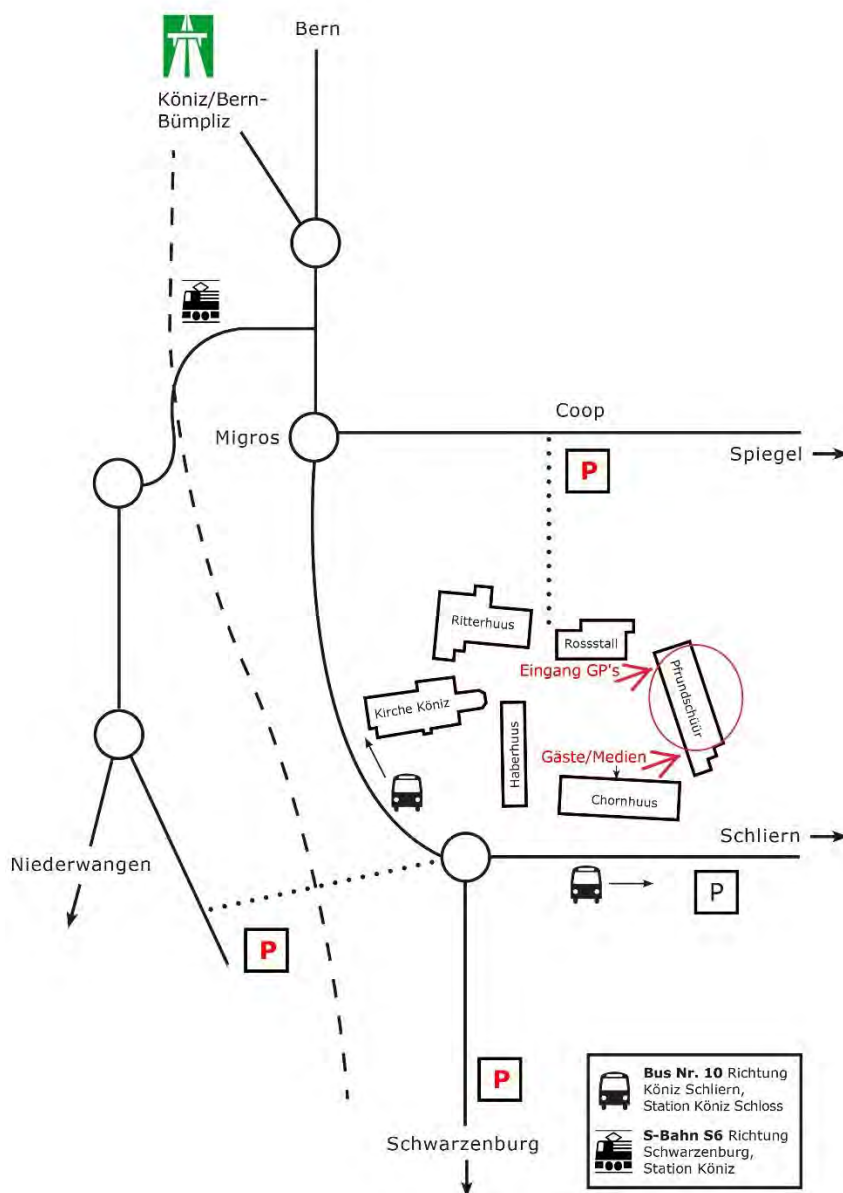 Bern
Köniz/Bern-
Bümpliz
Coop
Migros
Spiegel
P
Ritterhuus
Rossstall
Eingang GP's
Pfrundschüür
Kirche Köniz
Haberhuus
Gäste/Medien
Chornhuus
Schliern
Niederwangen
P
P
P
Schwarzenburg
Bus Nr. 10 Richtung
Köniz Schliern,
Station Köniz Schloss
S-Bahn S6 Richtung
Schwarzenburg,
Station Köniz